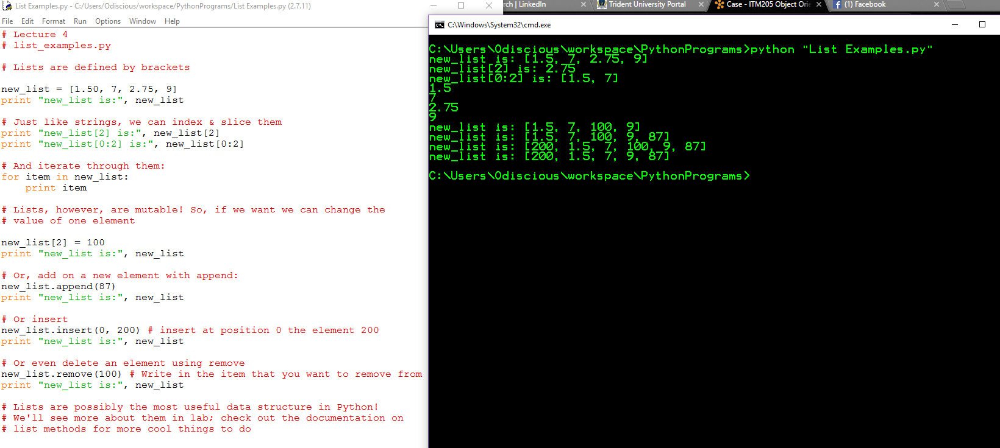 List Examples.py - C:/Users/Odiscious/workspace/PythonPrograms/List Examples.py (2.7.11)
File Edit Format Run Options Window Help
# Lecture 4
# list_examples.py
# Lists are defined by brackets
new_list = [1.50, 7, 2.75, 9]
print "new_list is:", new_list
# Just like strings, we can index & slice them
print "new_list[2] is:", new_list[2]
print "new_list[0:2] is:", new_list[0:2]
# And iterate through them:
for item in new_list:
    print item
# Lists, however, are mutable! So, if we want we can change the
# value of one element
new_list[2] = 100
print "new_list is:", new_list
# Or, add on a new element with append:
new_list.append(87)
print "new_list is:", new_list
# Or insert
new_list.insert(0, 200) # insert at position 0 the element 200
print "new_list is:", new_list
# Or even delete an element using remove
new_list.remove(100) # Write in the item that you want to remove from
print "new_list is:", new_list
# Lists are possibly the most useful data structure in Python!
# We'll see more about them in lab; check out the documentation on
# list methods for more cool things to do
rch | LinkedIn
Trident University Portal
Case - ITM205 Object Orie
(1) Facebook
C:\Windows\System32\cmd.exe
C:\Users\Odiscious\workspace\PythonPrograms>python "List Examples.py"
new_list is: [1.5, 7, 2.75, 9]
new_list[2] is: 2.75
new_list[0:2] is: [1.5, 7]
1.5
7
2.75
9
new_list is: [1.5, 7, 100, 9]
new_list is: [1.5, 7, 100, 9, 87]
new_list is: [200, 1.5, 7, 100, 9, 87]
new_list is: [200, 1.5, 7, 9, 87]
C:\Users\Odiscious\workspace\PythonPrograms>